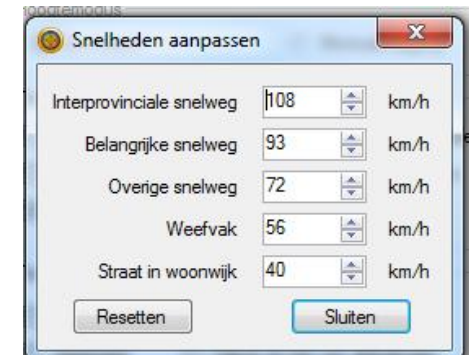 hoogtemodus
Snelheden aanpassen
Interprovinciale snelweg 108 km/h
Belangrijke snelweg 93 km/h
Overige snelweg 72 km/h
Weefvak 56 km/h
Straat in woonwijk 40 km/h
Resetten Sluiten